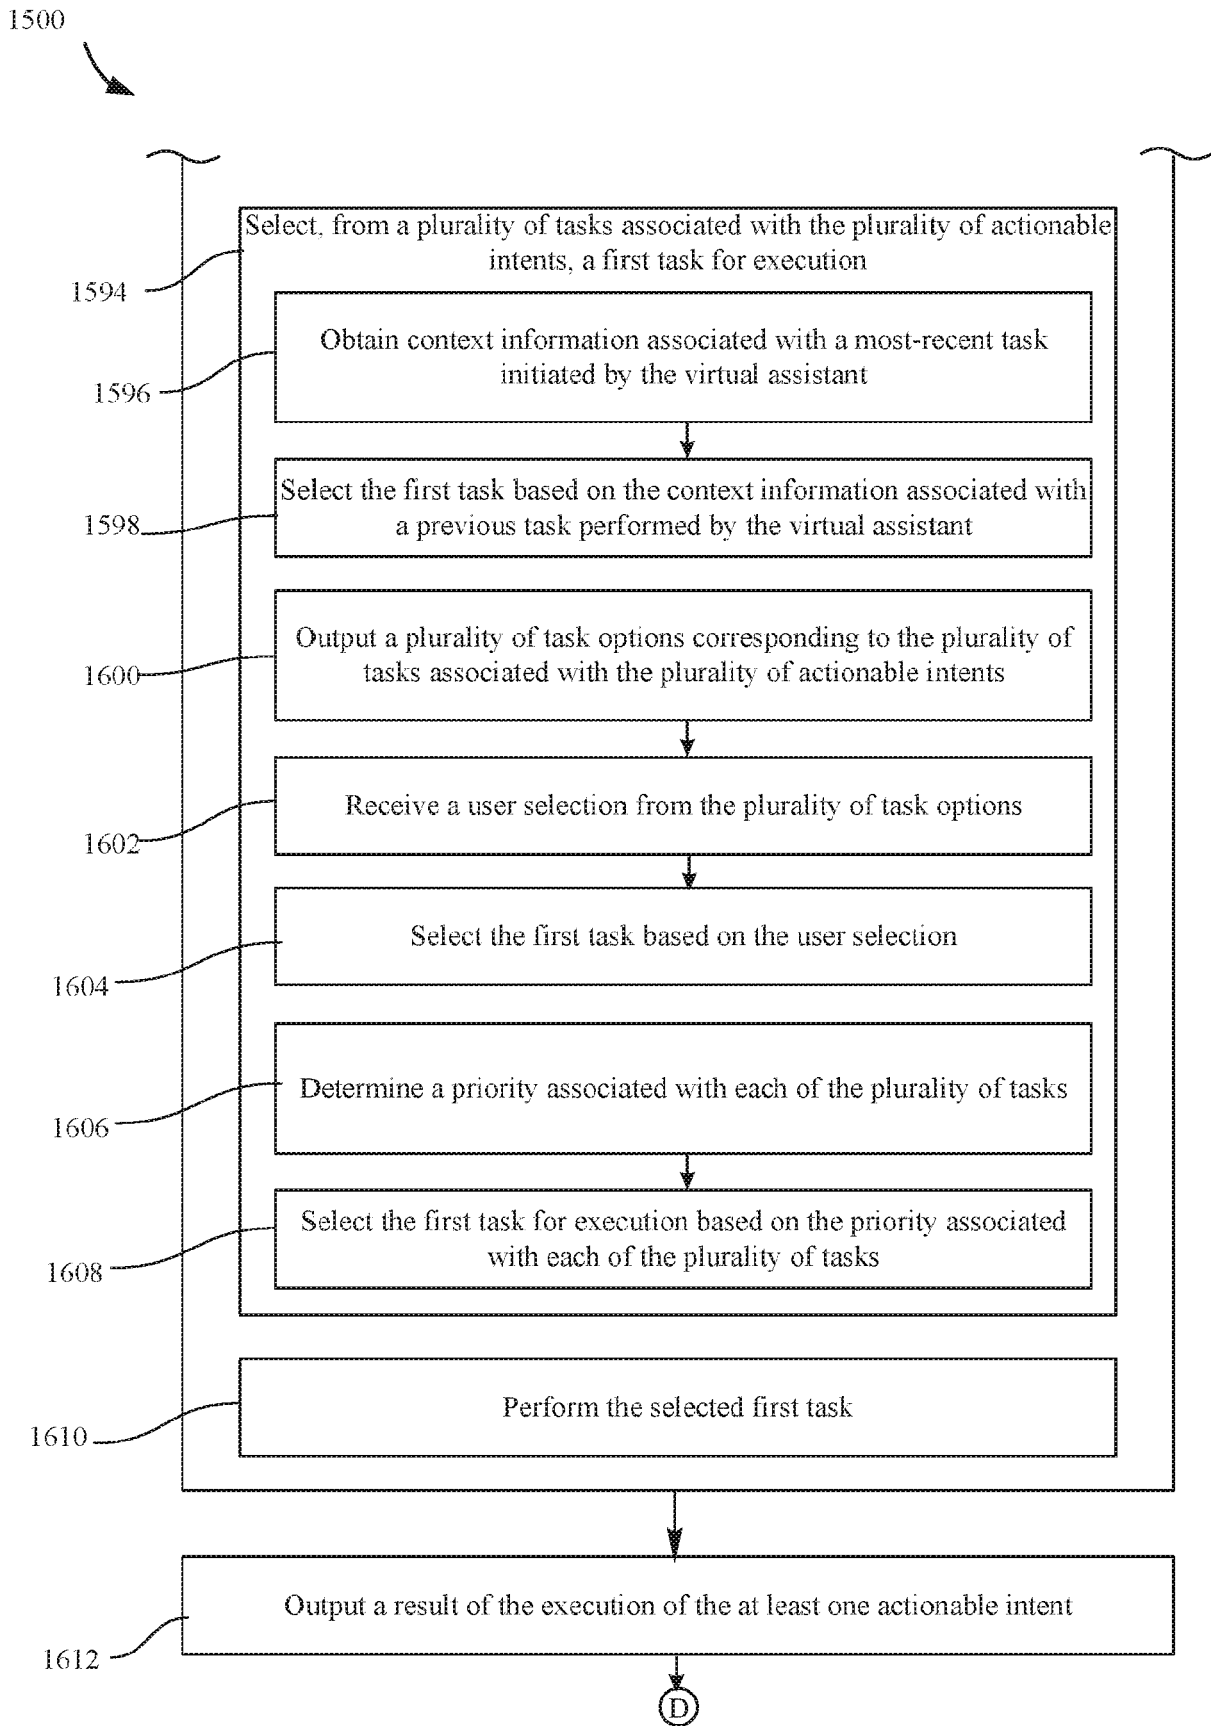 1500
Select, from a plurality of tasks associated with the plurality of actionable
intents, a first task for execution
1594
Obtain context information associated with a most-recent task
initiated by the virtual assistant
1596
Select the first task based on the context information associated with
a previous task performed by the virtual assistant
1598
Output a plurality of task options corresponding to the plurality of
tasks associated with the plurality of actionable intents
1600
Receive a user selection from the plurality of task options
1602
Select the first task based on the user selection
1604
Determine a priority associated with each of the plurality of tasks
1606
Select the first task for execution based on the priority associated
with each of the plurality of tasks
1608
Perform the selected first task
1610
Output a result of the execution of the at least one actionable intent
1612
D